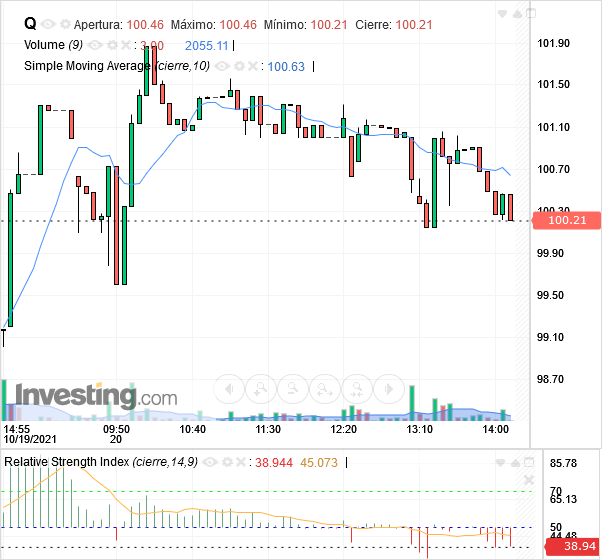 Q Apertura: 100.46 Máximo: 100.46 Mínimo: 100.21 Cierre: 100.21
Volume (9) 3.00 2055.11
Simple Moving Average (cierre,10) 100.63
101.90
101.50
101.10
100.70
100.30
100.21
99.90
99.50
99.10
98.70
Investing.com
14:55 09:50 10:40 11:30 12:20 13:10 14:00
10/19/2021 20
Relative Strength Index (cierre,14,9) 38.944 45.073
85.78
70
65.13
50
44.48
38.94